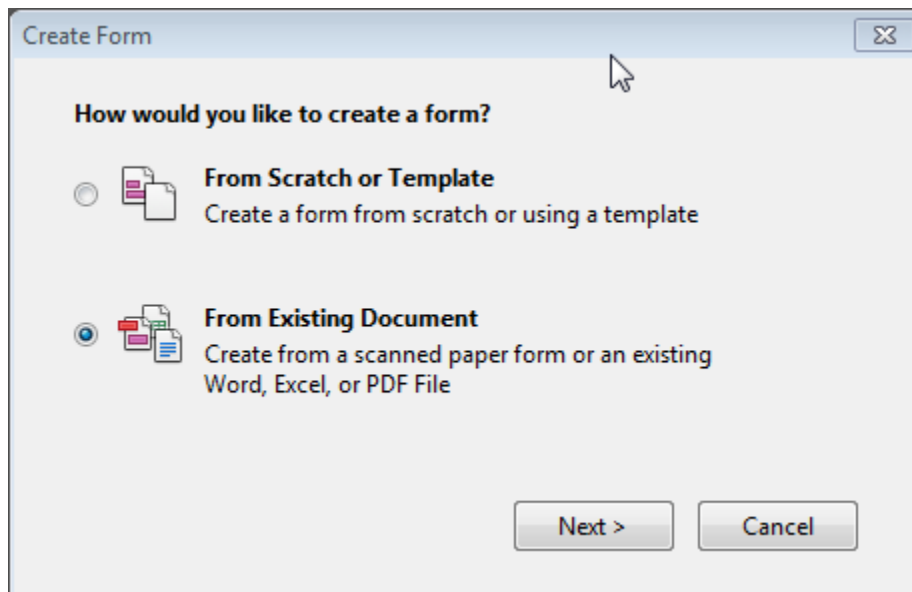 Create Form
How would you like to create a form?
From Scratch or Template
Create a form from scratch or using a template
From Existing Document
Create from a scanned paper form or an existing
Word, Excel, or PDF File
Next >
Cancel